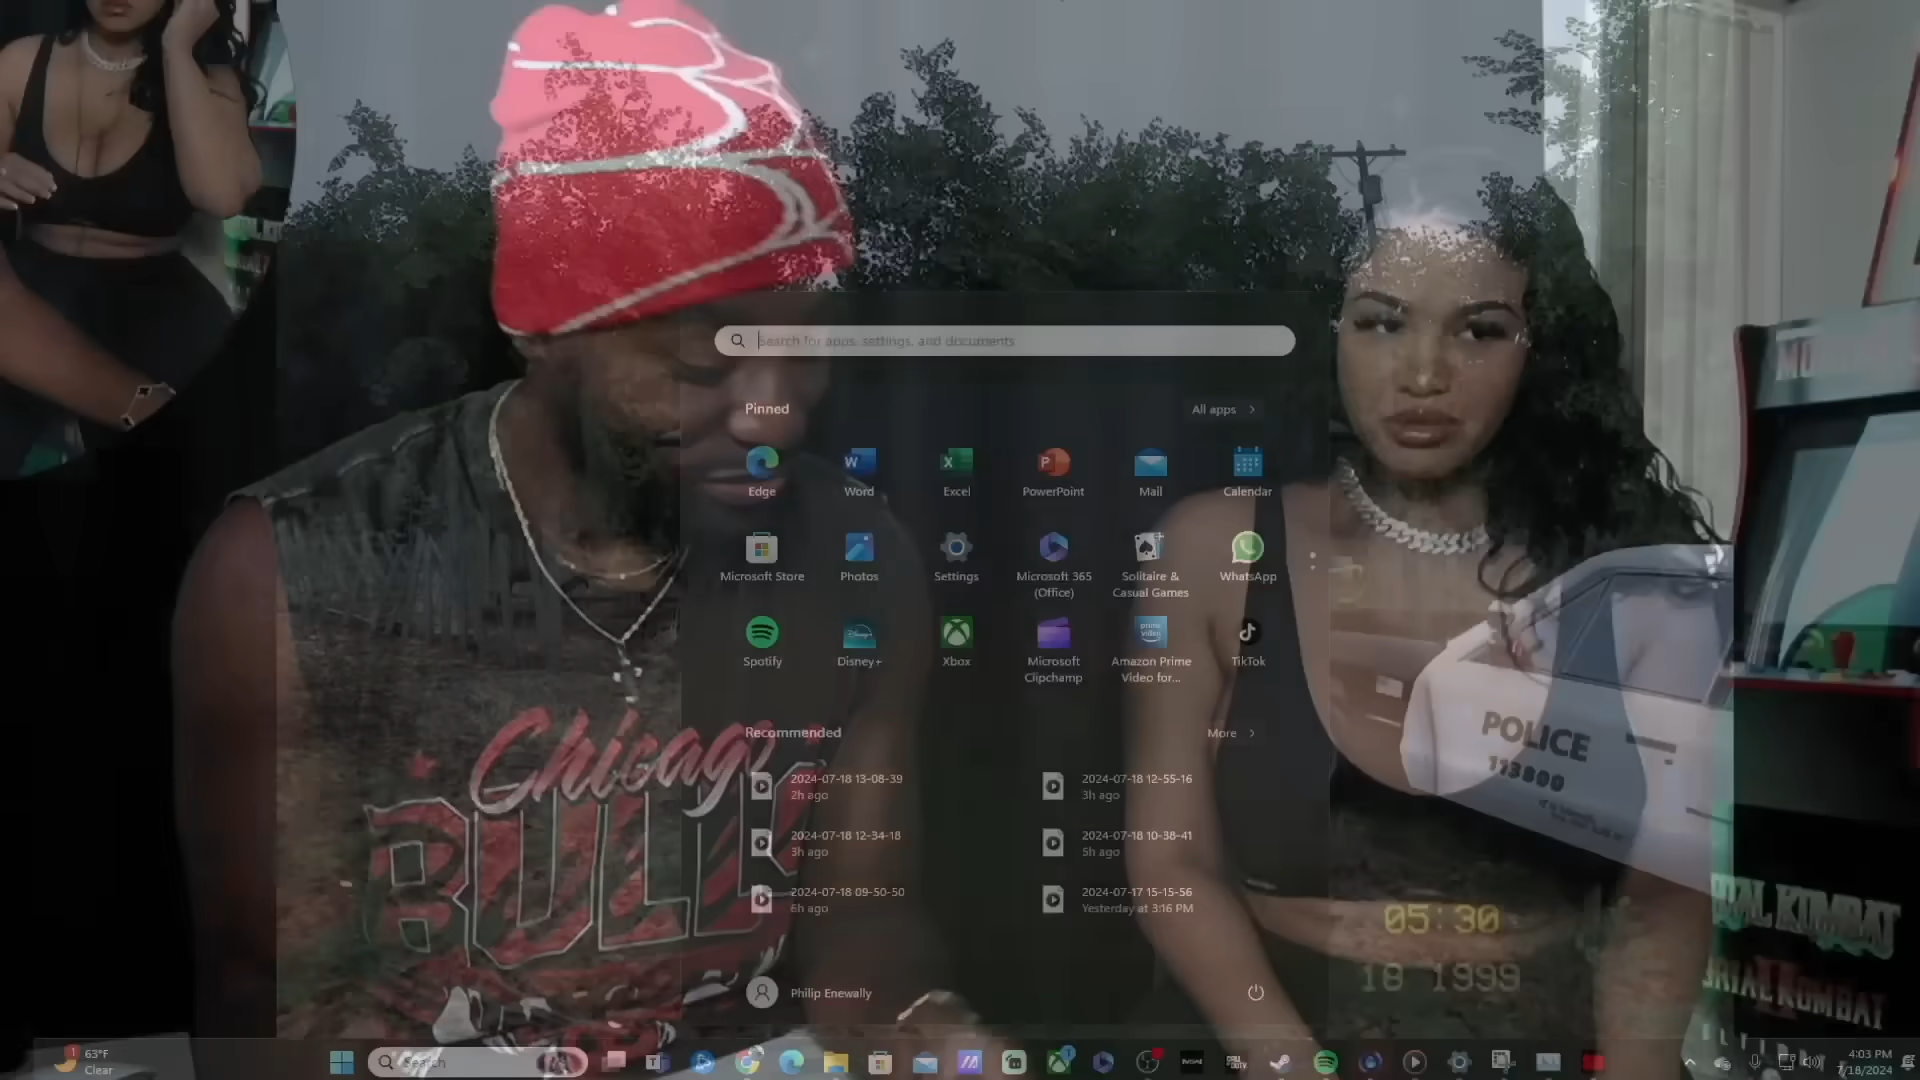 Search for apps, settings, and documents
Pinned
All apps
Edge
Word
Excel
PowerPoint
Mail
Calendar
Microsoft Store
Photos
Settings
Microsoft 365
(Office)
Solitaire &
Casual Games
WhatsApp
Spotify
Disney+
Xbox
Microsoft
Clipchamp
Amazon Prime
Video for...
TikTok
Recommended
More
2024-07-18 13-08-39
2h ago
2024-07-18 12-55-16
3h ago
2024-07-18 12-34-18
3h ago
2024-07-18 10-38-41
5h ago
2024-07-18 09-50-50
6h ago
2024-07-17 15-15-56
Yesterday at 3:16 PM
Philip Enewally
Chicago
BULLS
POLICE
113800
05:30
18 1999
KOMBAT
KOMBAT
63°F
Clear
Search
4:03 PM
7/18/2024